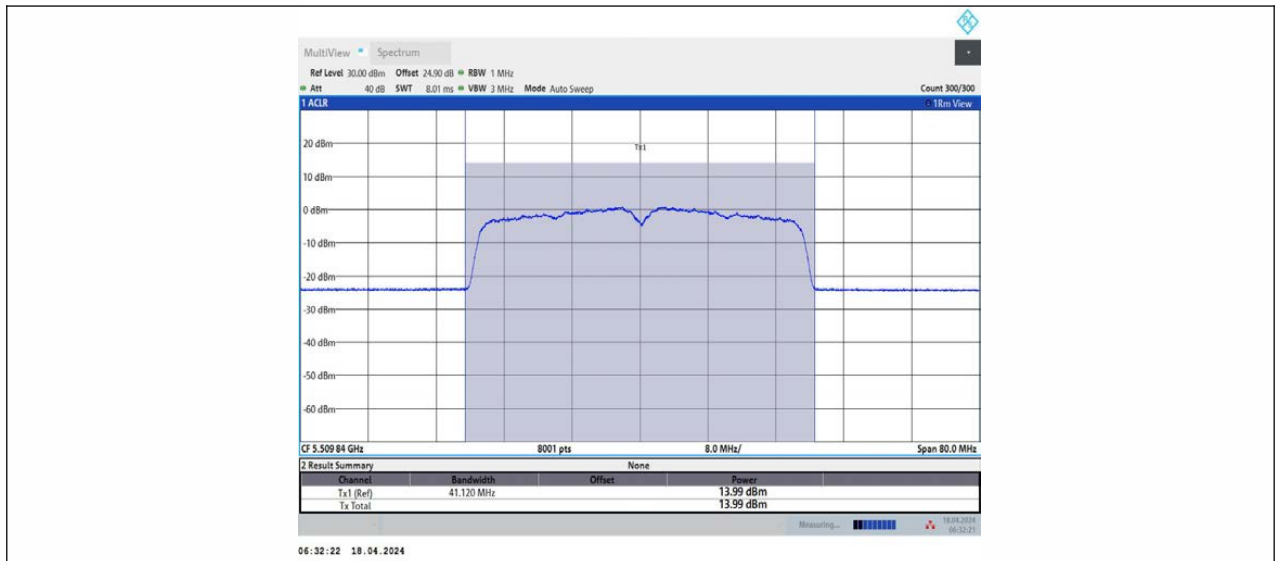 MultiView Spectrum
Ref Level 30.00 dBm Offset 24.90 dB RBW 1 MHz
Att 40 dB SWT 8.01 ms VBW 3 MHz Mode Auto Sweep Count 300/300
1 ACLR 1Rm View
20 dBm
Tx1
10 dBm
0 dBm
-10 dBm
-20 dBm
-30 dBm
-40 dBm
-50 dBm
-60 dBm
CF 5.509 84 GHz 8001 pts 8.0 MHz/ Span 80.0 MHz
2 Result Summary None
Channel Bandwidth Offset Power
Tx1 (Ref) 41.120 MHz 13.99 dBm
Tx Total 13.99 dBm
Measuring... 18.04.2024
06:32:21
06:32:22 18.04.2024